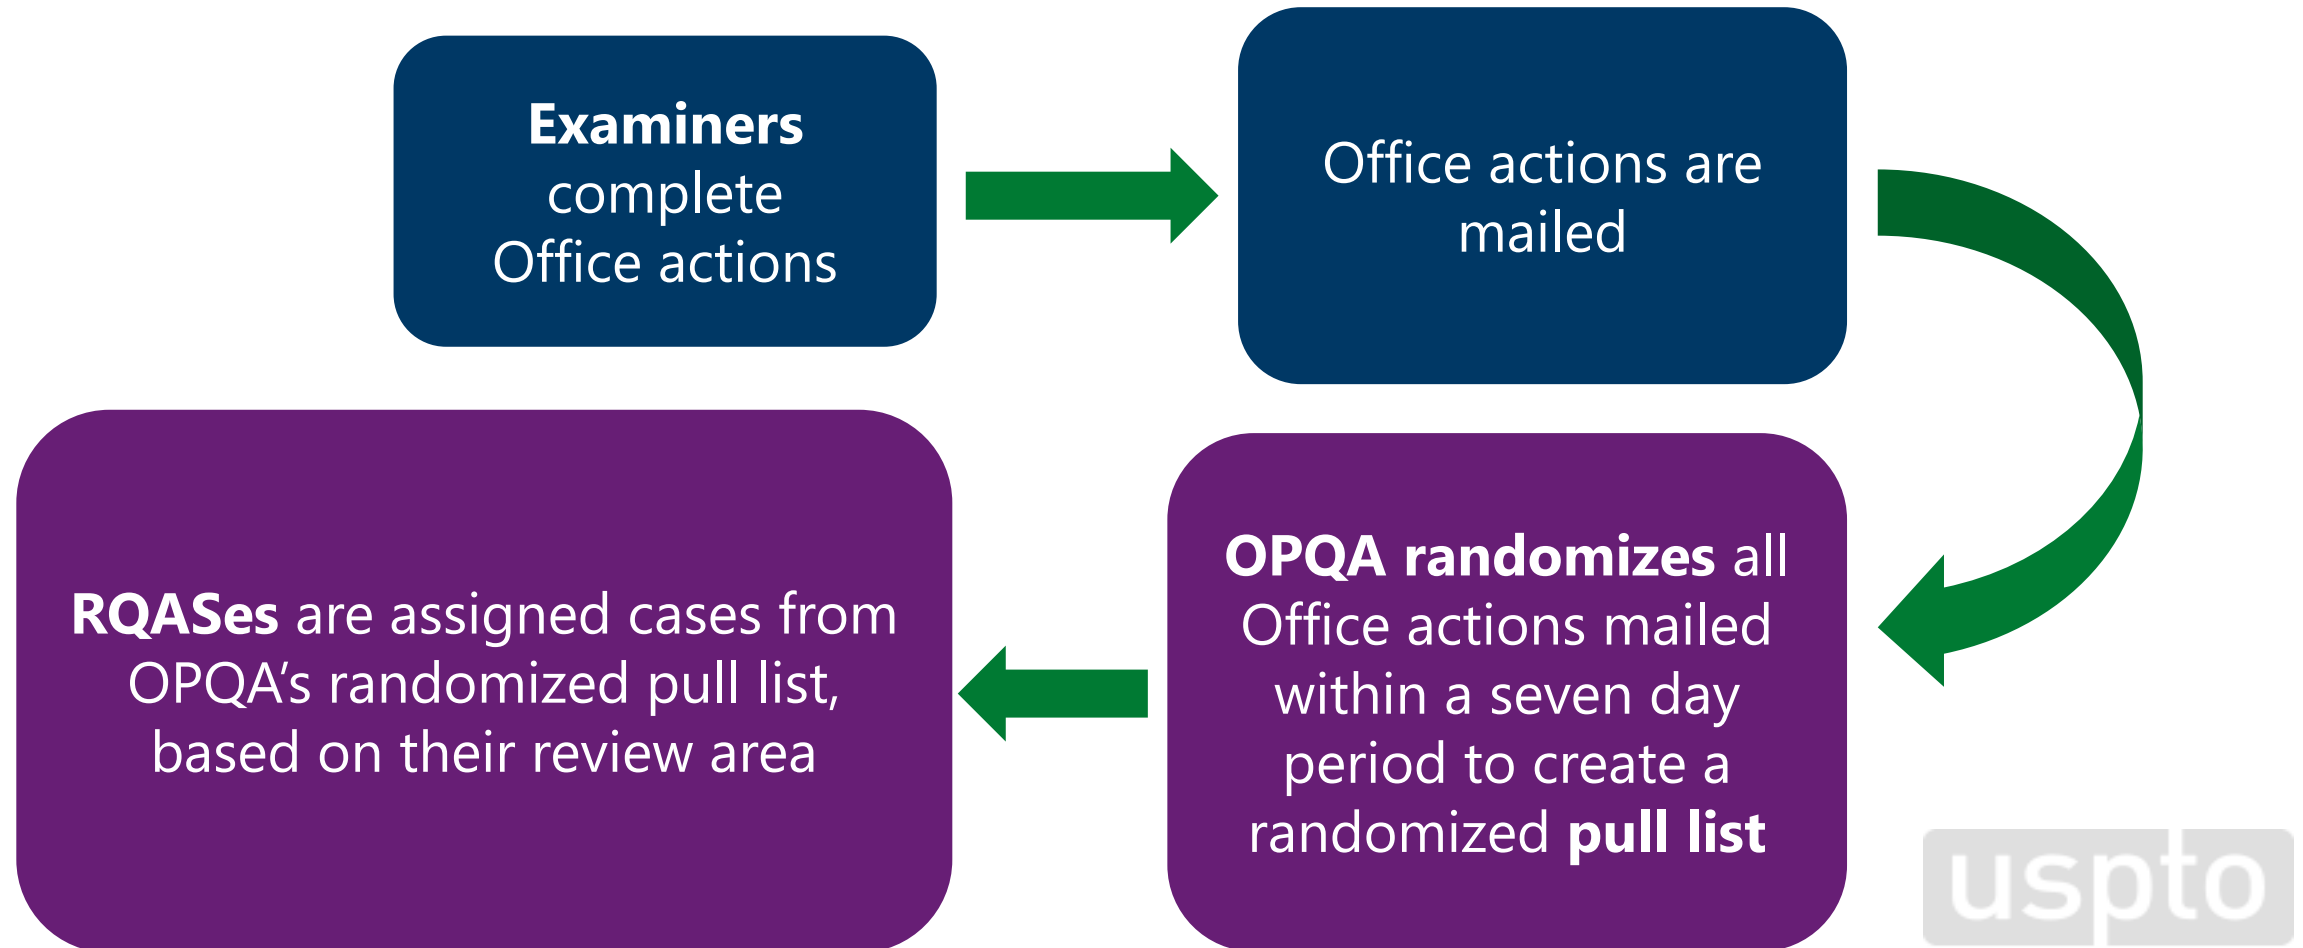 Examiners
complete
Office actions
Office actions are
mailed
OPQA randomizes all
Office actions mailed
within a seven day
period to create a
randomized pull list
RQASes are assigned cases from
OPQA‘s randomized pull list,
based on their review area
uspto